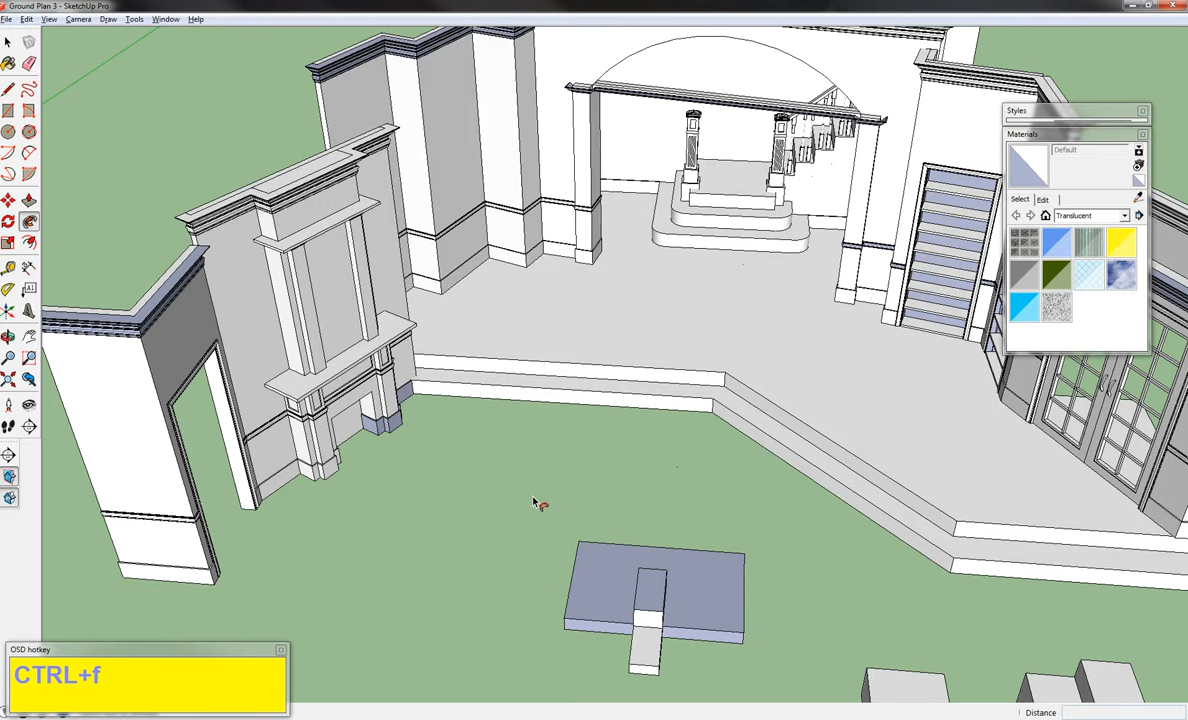 Ground Plan 3 - SketchUp Pro
File Edit View Camera Draw Tools Window Help
Styles
Materials
Default
Select Edit
Translucent
A1
OSD hotkey
CTRL+f
Distance